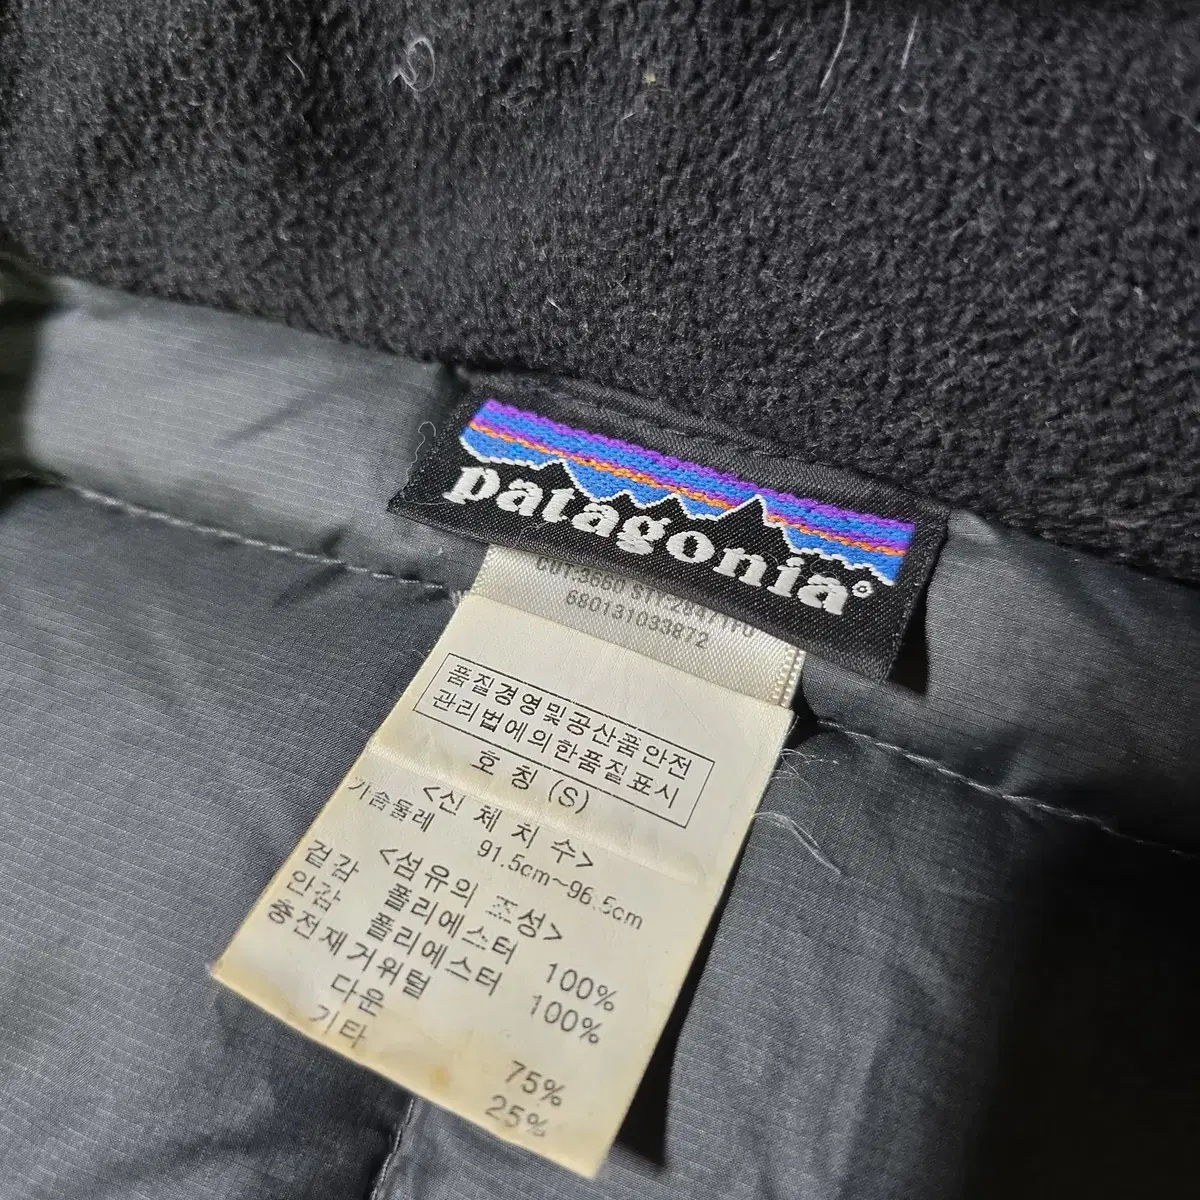 patagonia
680131033872
품질경영및공산품안전
관리법에의한품질표시
호칭 (S)
<신 체 치 수>
가슴둘레 91.5cm~96.5cm
<섬유의 조성>
겉감 폴리에스터 100%
안감 폴리에스터 100%
충전재 거위털
다운 75%
기타 25%